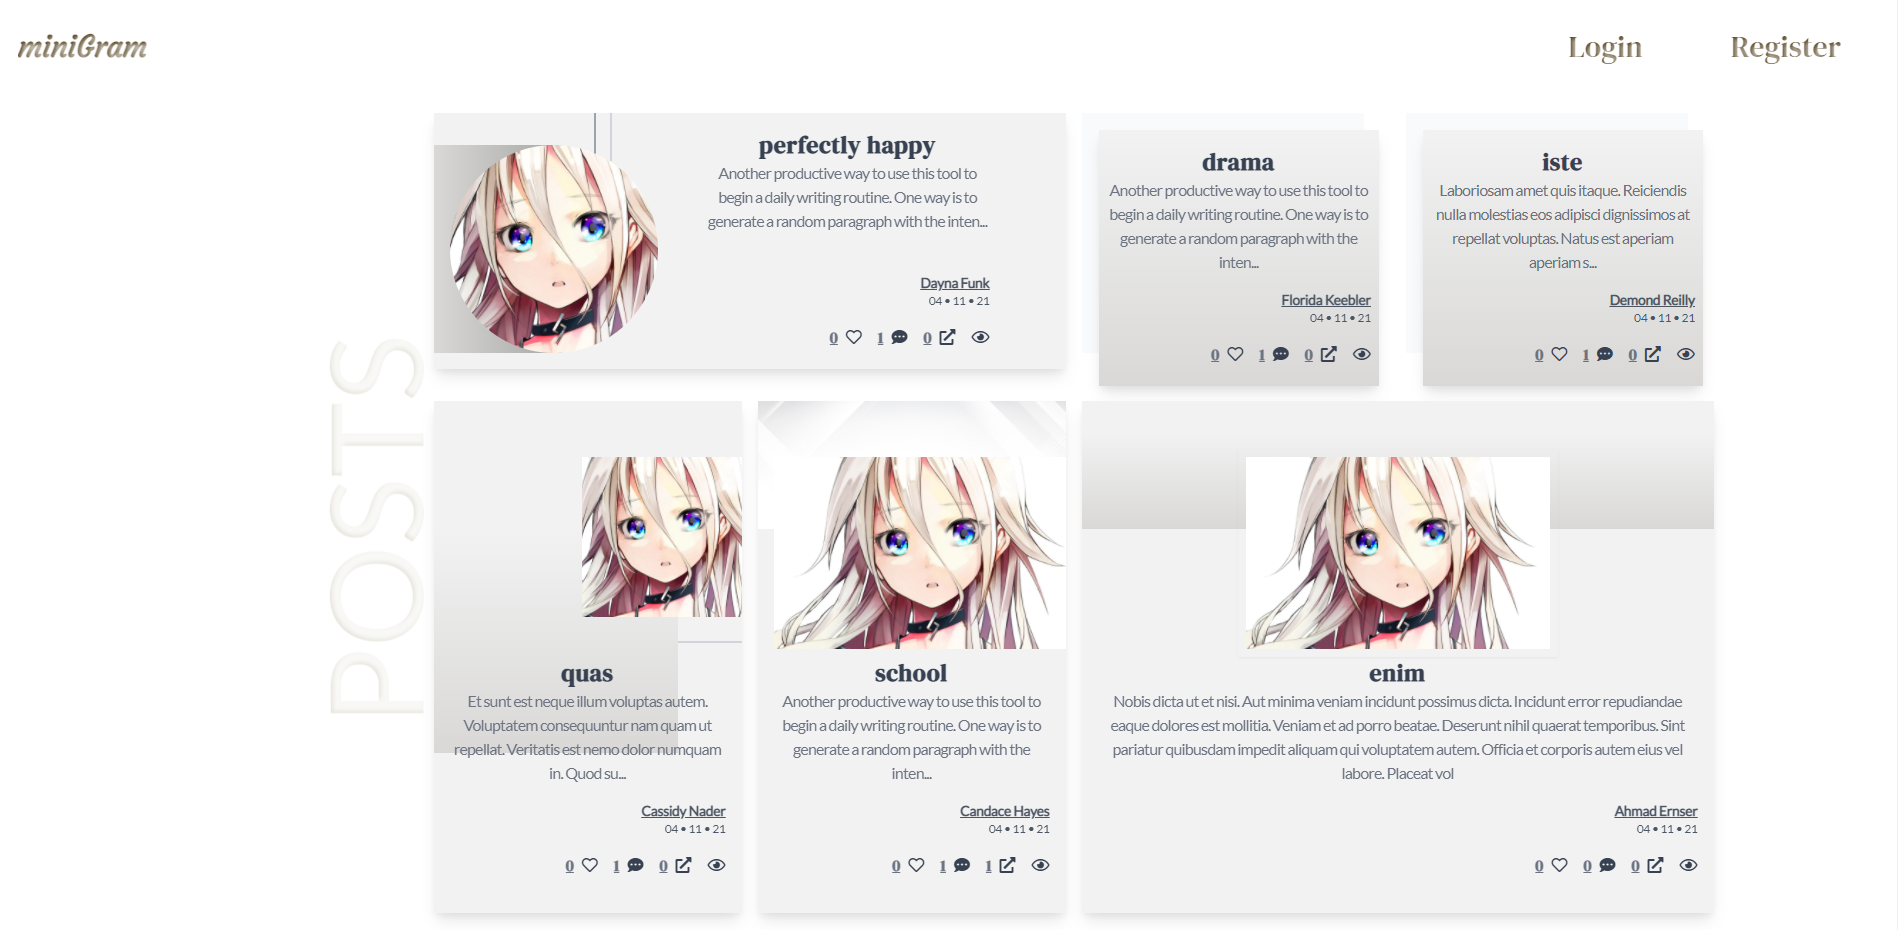 miniGram
Login
Register
POSTS
perfectly happy
Another productive way to use this tool to
begin a daily writing routine. One way is to
generate a random paragraph with the inten...
Dayna Funk
04 • 11 • 21
0 1 0
drama
Another productive way to use this tool to
begin a daily writing routine. One way is to
generate a random paragraph with the
inten...
Florida Keebler
04 • 11 • 21
0 1 0
iste
Laboriosam amet quis itaque. Reiciendis
nulla molestias eos adipisci dignissimos at
repellat voluptas. Natus est aperiam
aperiam s...
Demond Reilly
04 • 11 • 21
0 1 0
quas
Et sunt est neque illum voluptas autem.
Voluptatem consequuntur nam quam ut
repellat. Veritatis est nemo dolor numquam
in. Quod su...
Cassidy Nader
04 • 11 • 21
0 1 0
school
Another productive way to use this tool to
begin a daily writing routine. One way is to
generate a random paragraph with the
inten...
Candace Hayes
04 • 11 • 21
0 1 1
enim
Nobis dicta ut et nisi. Aut minima veniam incidunt possimus dicta. Incidunt error repudiandae
eaque dolores est mollitia. Veniam et ad porro beatae. Deserunt nihil quaerat temporibus. Sint
pariatur quibusdam impedit aliquam qui voluptatem autem. Officia et corporis autem eius vel
labore. Placeat vol
Ahmad Ernser
04 • 11 • 21
0 0 0